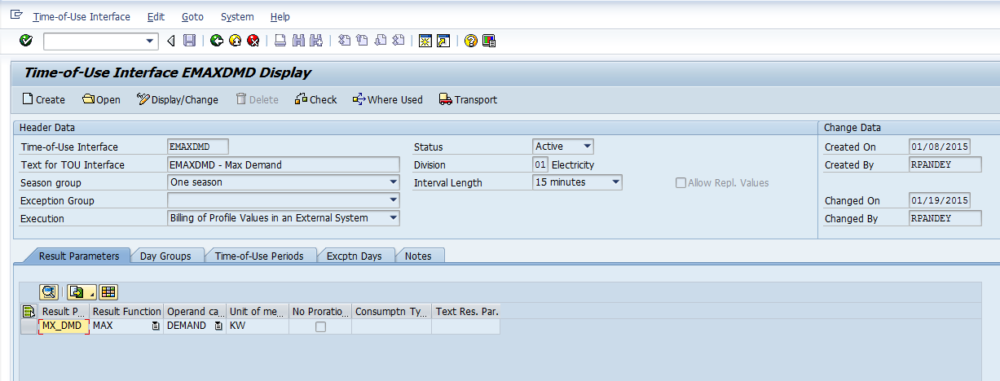 Time-of-Use Interface Edit Goto System Help
Time-of-Use Interface EMAXDMD Display
Create Open Display/Change Delete Check Where Used Transport
Header Data Change Data
Time-of-Use Interface EMAXDMD Status Active Created On 01/08/2015
Text for TOU Interface EMAXDMD - Max Demand Division 01 Electricity Created By RPANDEY
Season group One season Interval Length 15 minutes Allow Repl. Values
Exception Group Changed On 01/19/2015
Execution Billing of Profile Values in an External System Changed By RPANDEY
Result Parameters Day Groups Time-of-Use Periods Excptn Days Notes
Result P... Result Function Operand ca... Unit of me... No Proratio... Consumptn Ty... Text Res. Par.
MX_DMD MAX DEMAND KW